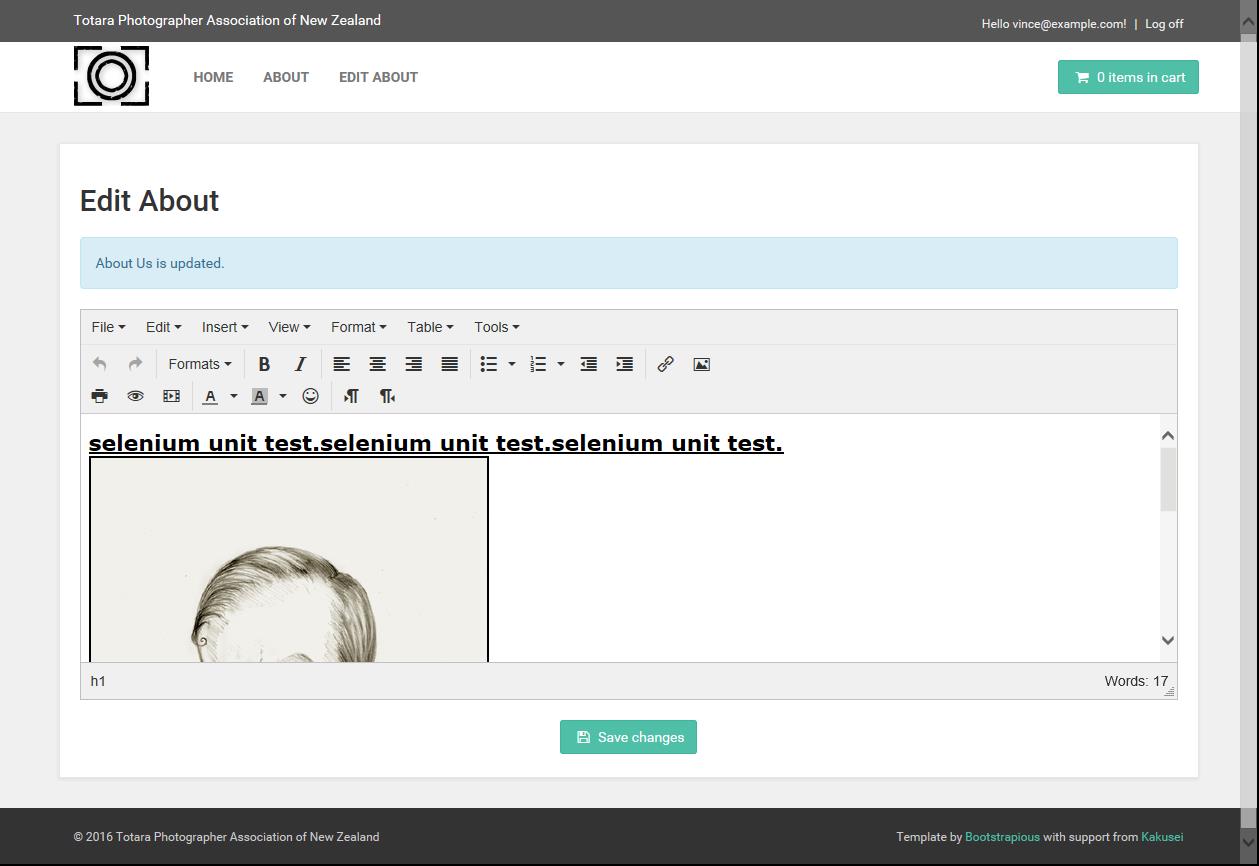 Totara Photographer Association of New Zealand
Hello vince@example.com! | Log off
HOME ABOUT EDIT ABOUT
0 items in cart
Edit About
About Us is updated.
File Edit Insert View Format Table Tools
Formats B I
A A
selenium unit test.selenium unit test.selenium unit test.
h1
Words: 17
Save changes
© 2016 Totara Photographer Association of New Zealand
Template by Bootstrapious with support from Kakusei